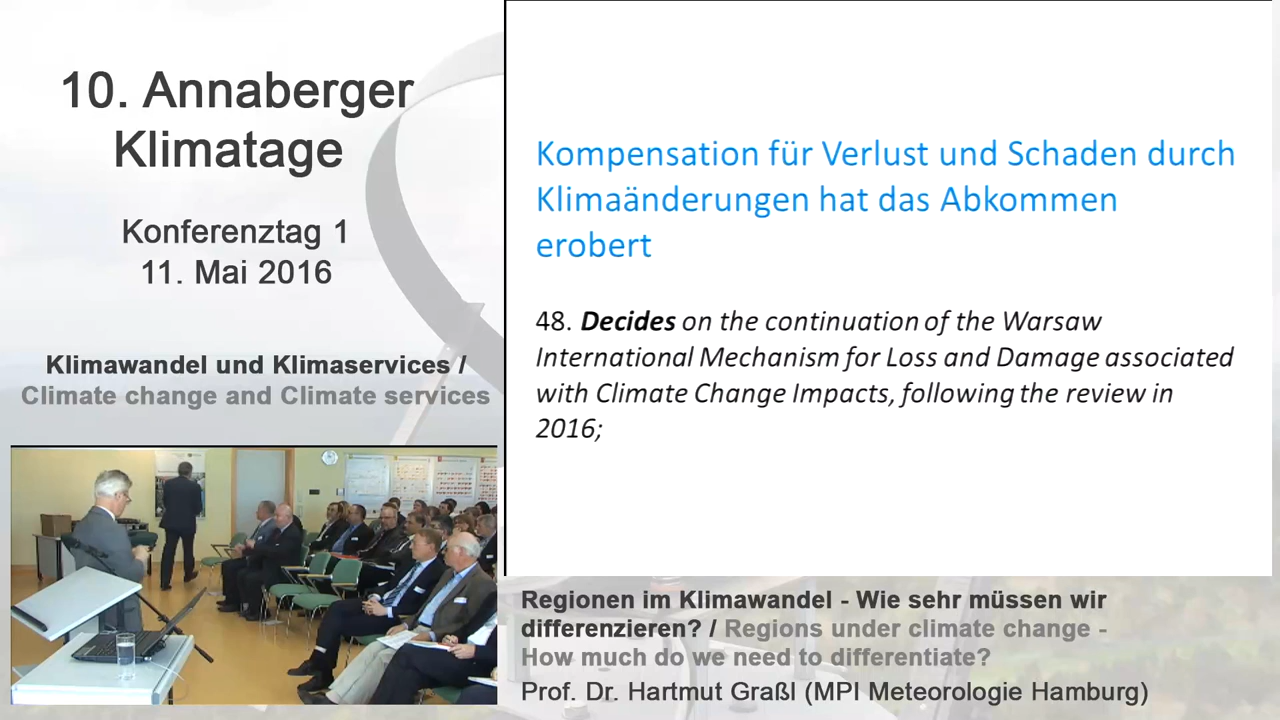 10. Annaberger
Klimatage
Konferenztag 1
11. Mai 2016
Klimawandel und Klimaservices /
Climate change and Climate services
Kompensation für Verlust und Schaden durch
Klimaänderungen hat das Abkommen
erobert
48. Decides on the continuation of the Warsaw
International Mechanism for Loss and Damage associated
with Climate Change Impacts, following the review in
2016;
Regionen im Klimawandel - Wie sehr müssen wir
differenzieren? / Regions under climate change -
How much do we need to differentiate?
Prof. Dr. Hartmut Graßl (MPI Meteorologie Hamburg)